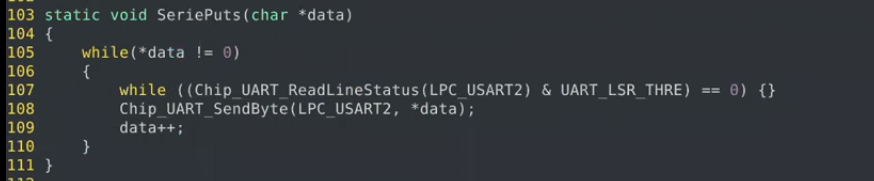 103 static void SeriePuts(char *data)
104 {
105     while(*data != 0)
106     {
107         while ((Chip_UART_ReadLineStatus(LPC_USART2) & UART_LSR_THRE) == 0) {}
108         Chip_UART_SendByte(LPC_USART2, *data);
109         data++;
110     }
111 }